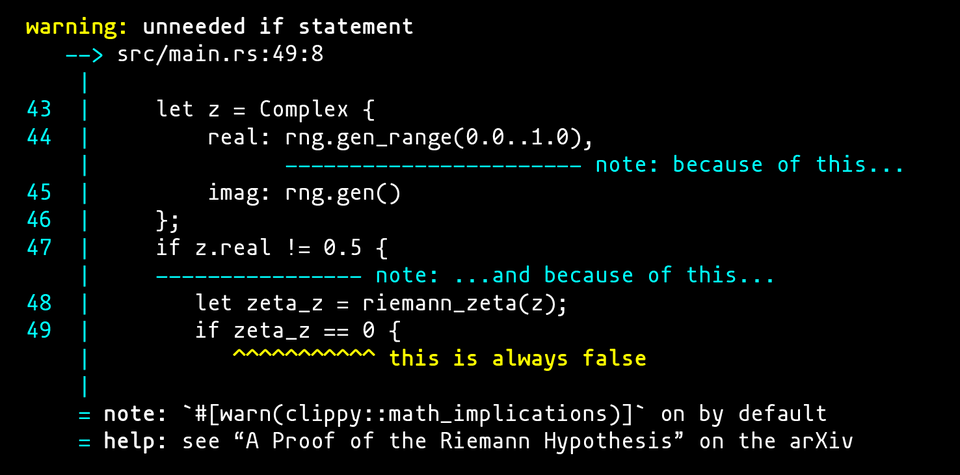 warning: unneeded if statement
--> src/main.rs:49:8
|
43 | let z = Complex {
44 | real: rng.gen_range(0.0..1.0),
| ----------------------- note: because of this...
45 | imag: rng.gen()
46 | };
47 | if z.real != 0.5 {
| ---------------- note: ...and because of this...
48 | let zeta_z = riemann_zeta(z);
49 | if zeta_z == 0 {
| ^^^^^^^^^^^ this is always false
|
= note: `#[warn(clippy::math_implications)]` on by default
= help: see “A Proof of the Riemann Hypothesis” on the arXiv